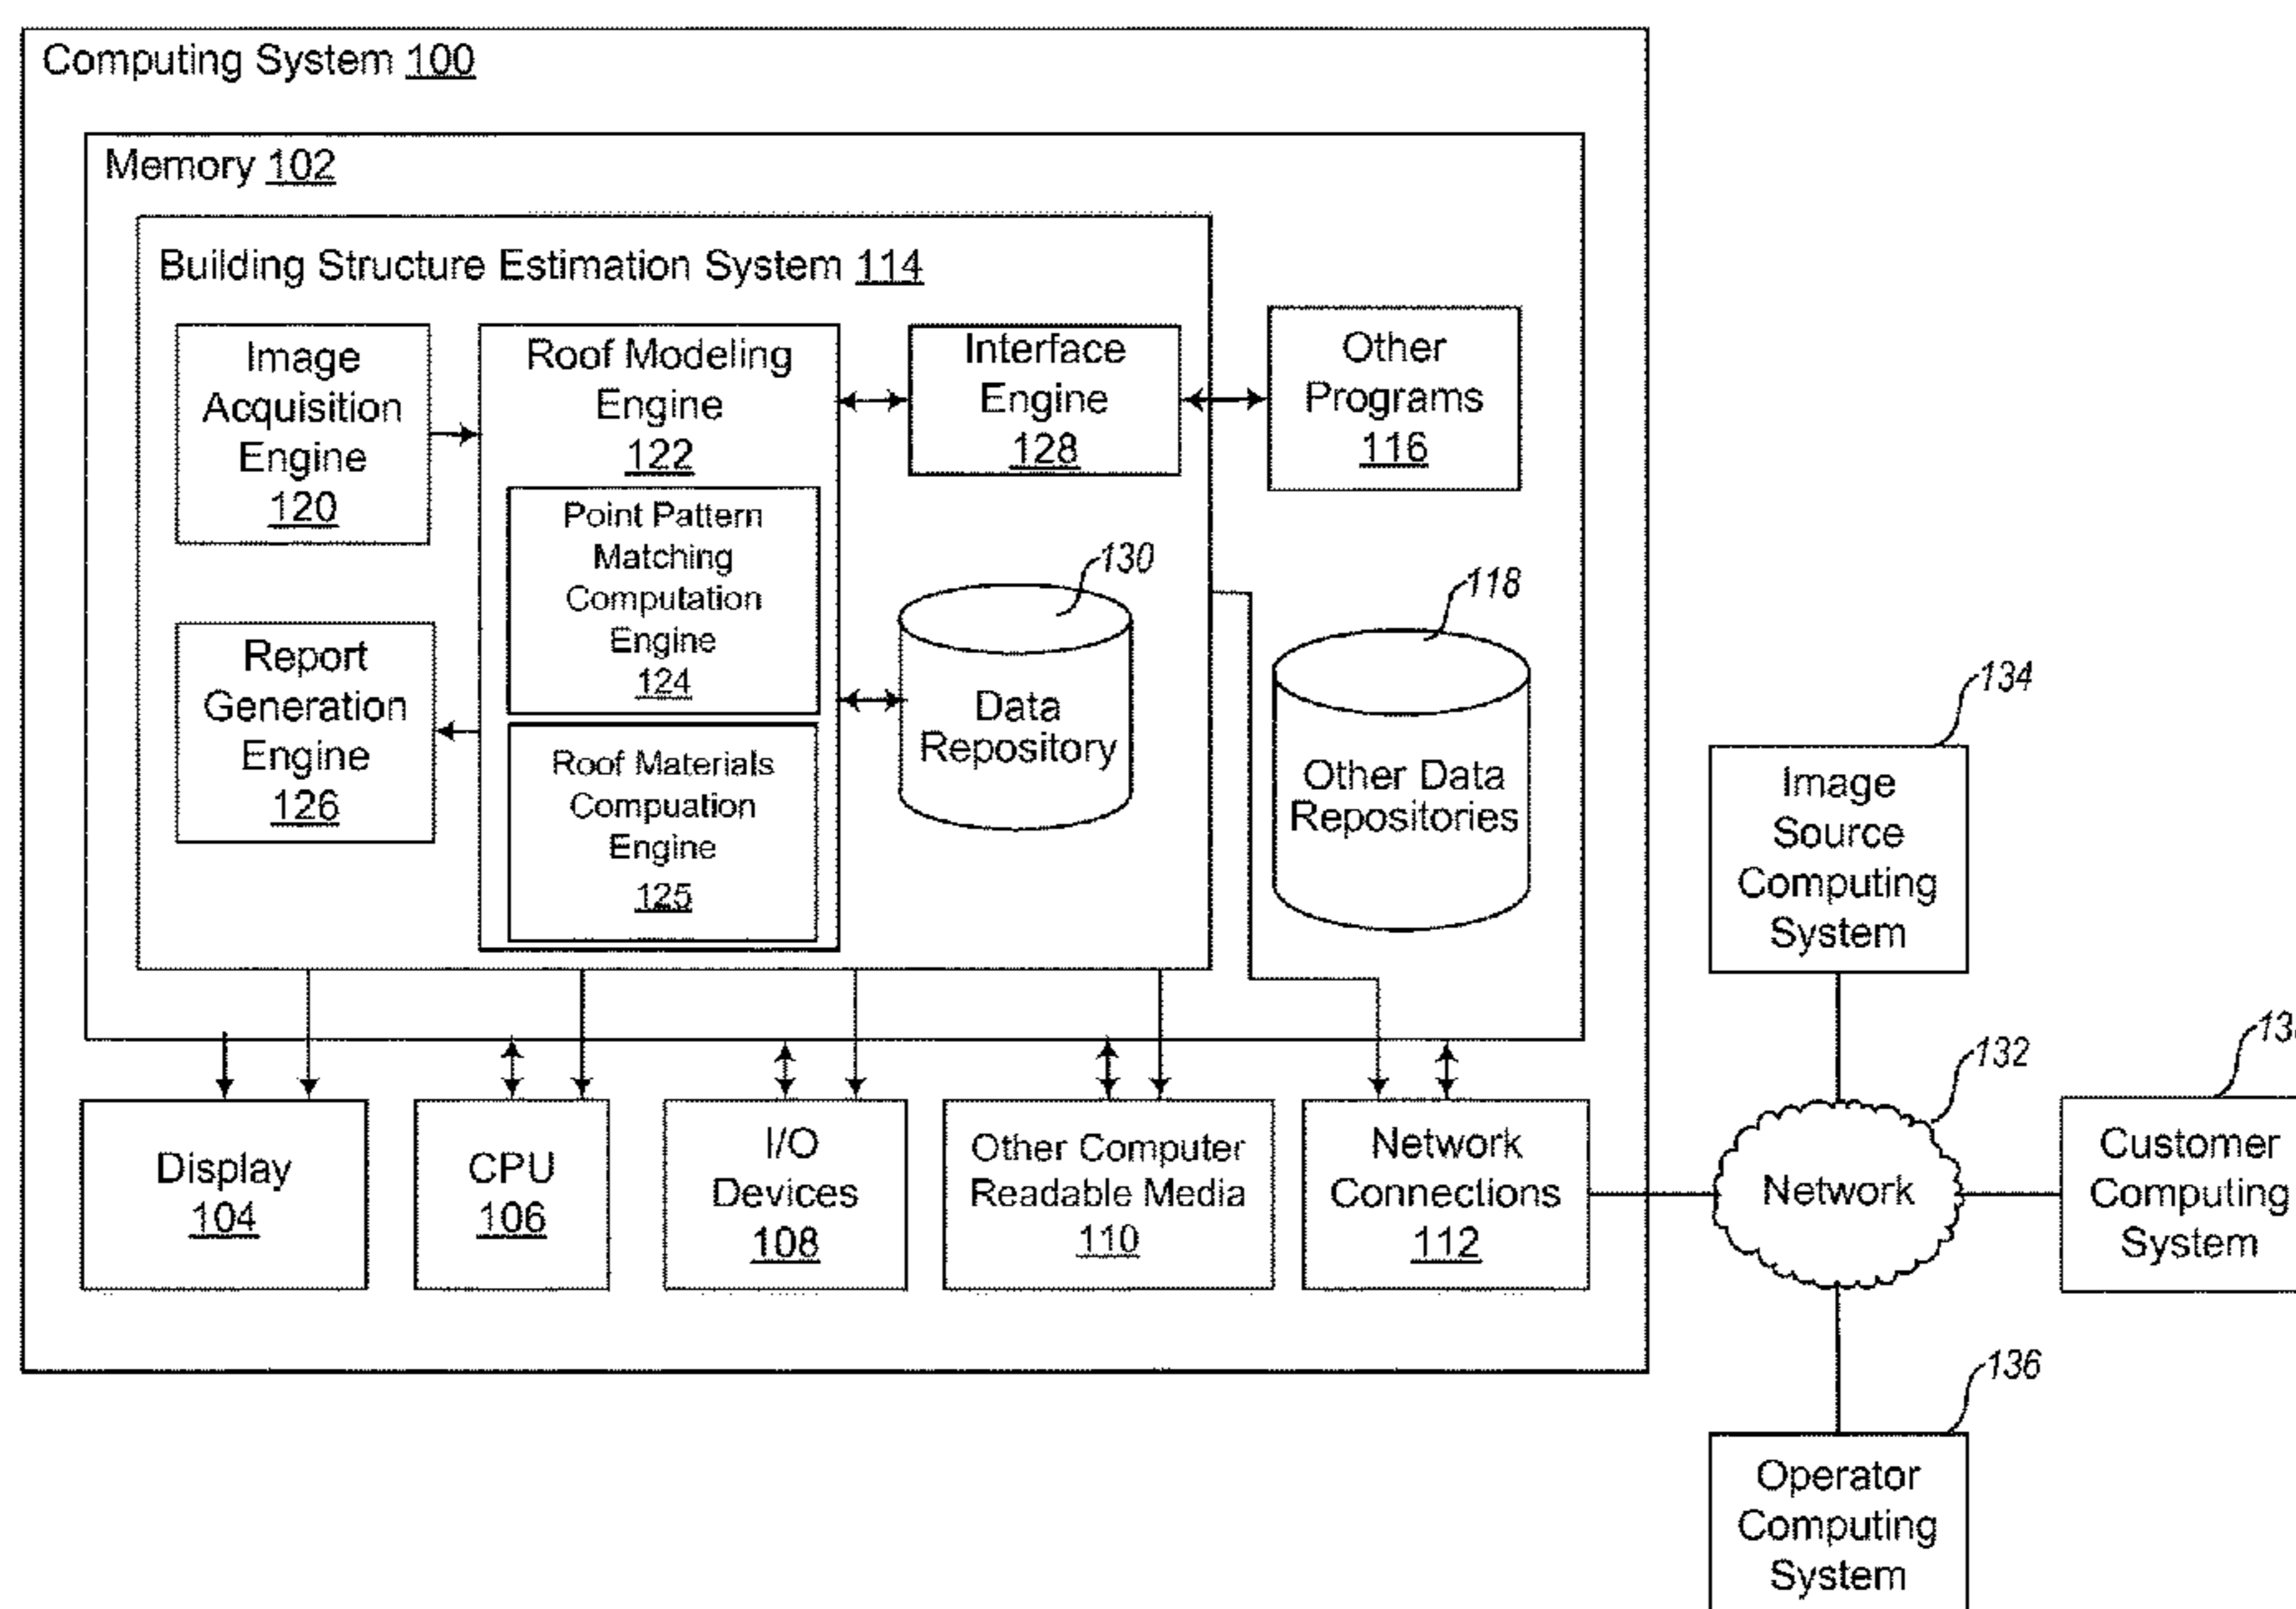 Computing System 100
Memory 102
Building Structure Estimation System 114
Image
Acquisition
Engine
120
Roof Modeling
Engine
122
Point Pattern
Matching
Computation
Engine
124
Roof Materials
Compuation
Engine
125
Interface
Engine
128
Other
Programs
116
Report
Generation
Engine
126
130
Data
Repository
118
Other Data
Repositories
Display
104
CPU
106
I/O
Devices
108
Other Computer
Readable Media
110
Network
Connections
112
134
Image
Source
Computing
System
132
Network
Customer
Computing
System
136
Operator
Computing
System